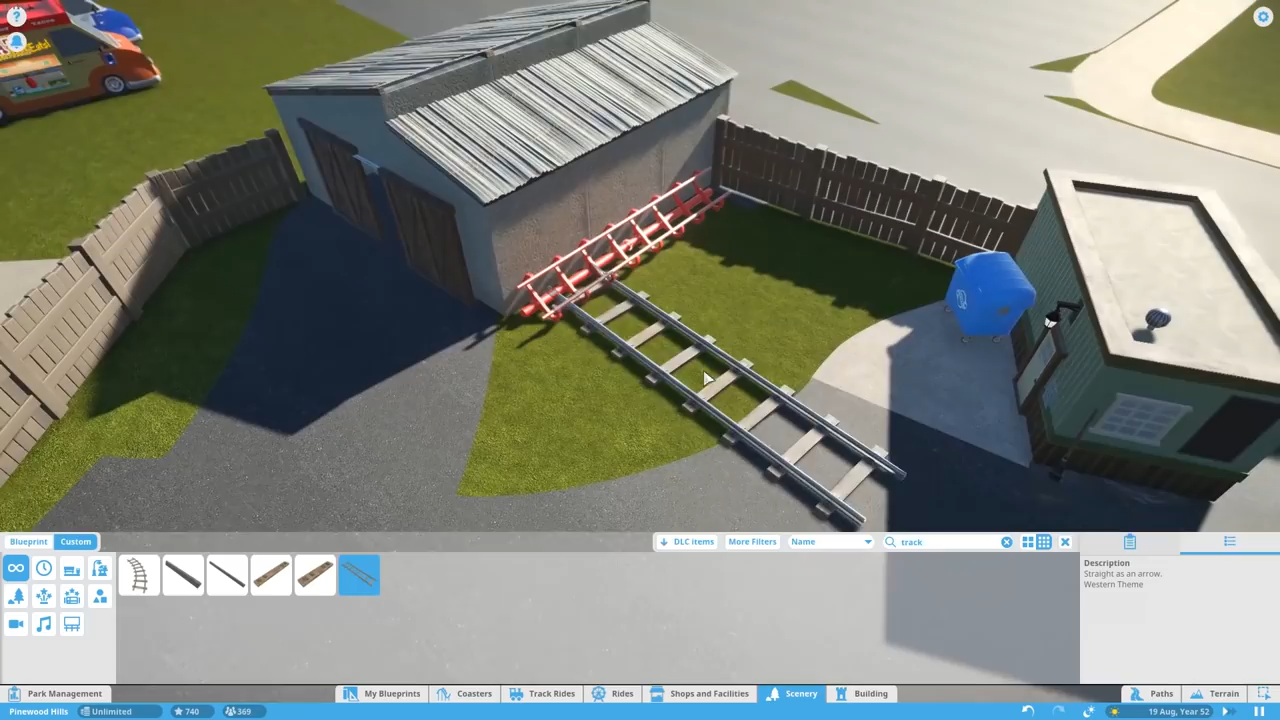 Eats!
Blueprint
Custom
DLC items
More Filters
Name
track
Description
Straight as an arrow.
Western Theme
Park Management
My Blueprints
Coasters
Track Rides
Rides
Shops and Facilities
Scenery
Building
Paths
Terrain
Pinewood Hills
Unlimited
740
369
19 Aug, Year 52